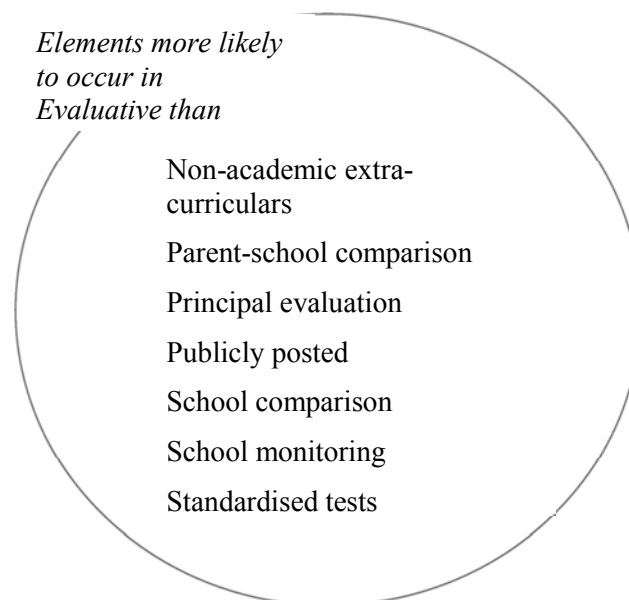 Elements more likely
to occur in
Evaluative than
Non-academic extra-
curriculars
Parent-school comparison
Principal evaluation
Publicly posted
School comparison
School monitoring
Standardised tests